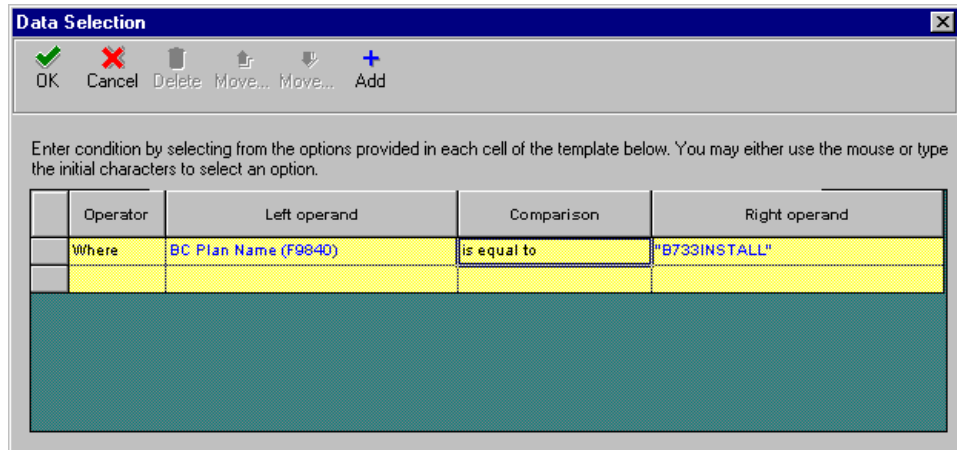 Data Selection
OK Cancel Delete Move... Move... Add
Enter condition by selecting from the options provided in each cell of the template below. You may either use the mouse or type
the initial characters to select an option.
Operator Left operand Comparison Right operand
Where BC Plan Name (F9840) is equal to "B733INSTALL"